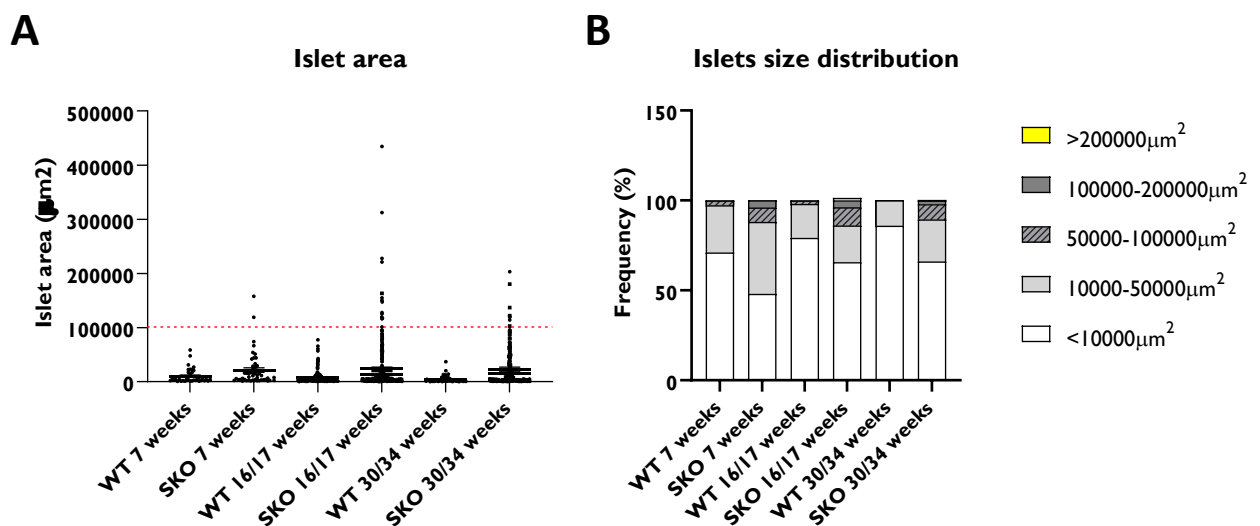 A
Islet area
Islet area (μm2)
500000
400000
300000
200000
100000
0
WT 7 weeks
SKO 7 weeks
WT 16/17 weeks
SKO 16/17 weeks
WT 30/34 weeks
SKO 30/34 weeks
B
Islets size distribution
Frequency (%)
150
100
50
0
WT 7 weeks
SKO 7 weeks
WT 16/17 weeks
SKO 16/17 weeks
WT 30/34 weeks
SKO 30/34 weeks
>200000μm²
100000-200000μm²
50000-100000μm²
10000-50000μm²
<10000μm²